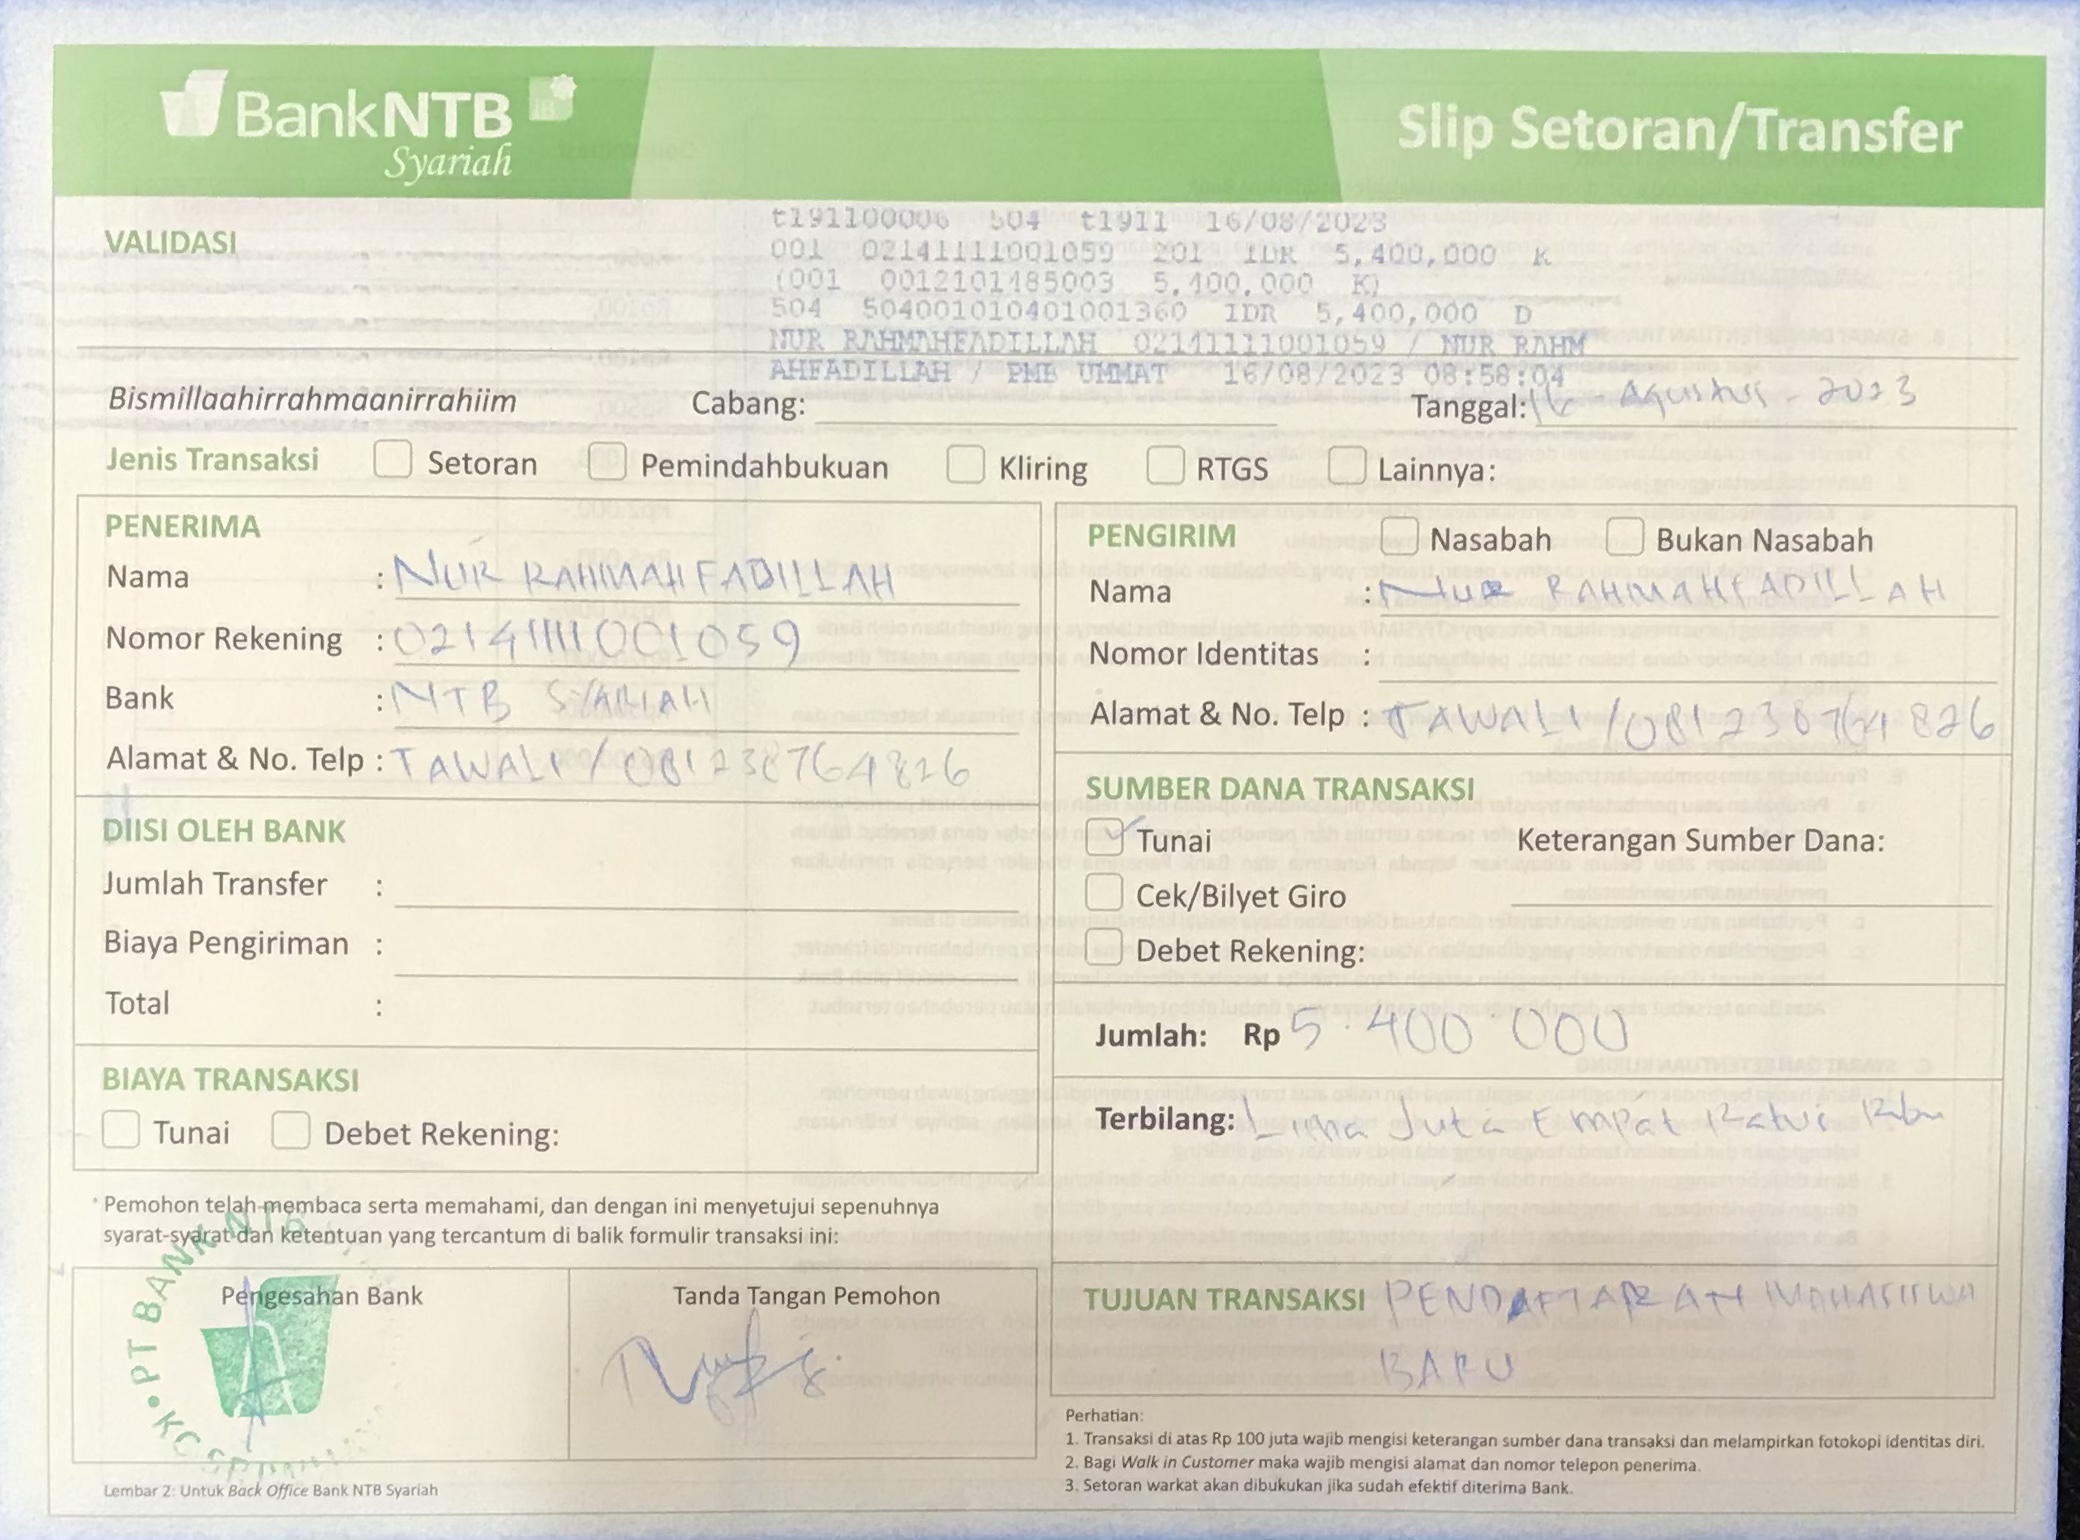 BankNTB
Syariah
Slip Setoran/Transfer
VALIDASI
t191100006 504 t1911 16/08/2023
001 02141111001059 201 IDR 5,400,000 K
(001 0012101185003 5,400,000 K)
504 504001010401001360 IDR 5,400,000 D
NUR RAHMAHFADILLAH 02141111001059 / NUR RAHM
AHFADILLAH / PMB UMMAT 16/08/2023 08:58:04
Bismillaahirrahmaanirrahiim Cabang: Tanggal: 16 - Agustus - 2023
Jenis Transaksi Setoran Pemindahbukuan Kliring RTGS Lainnya:
PENERIMA
Nama : NUR RAHMAHFADILLAH
Nomor Rekening : 02141111001059
Bank : NTB SYARIAH
Alamat & No. Telp : TAWALI / 081238764826
DIISI OLEH BANK
Jumlah Transfer :
Biaya Pengiriman :
Total :
BIAYA TRANSAKSI
Tunai Debet Rekening:
PENGIRIM Nasabah Bukan Nasabah
Nama : NUR RAHMAHFADILLAH
Nomor Identitas :
Alamat & No. Telp : TAWALI / 081238764826
SUMBER DANA TRANSAKSI
Tunai Keterangan Sumber Dana:
Cek/Bilyet Giro
Debet Rekening:
Jumlah: Rp 5.400.000
Terbilang: Lima Juta Empat Ratus Ribu
* Pemohon telah membaca serta memahami, dan dengan ini menyetujui sepenuhnya
syarat-syarat dan ketentuan yang tercantum di balik formulir transaksi ini:
Pengesahan Bank Tanda Tangan Pemohon
PT BANK NTB
TUJUAN TRANSAKSI PENDAFTARAN MAHASISWA
BARU
Perhatian:
1. Transaksi di atas Rp 100 juta wajib mengisi keterangan sumber dana transaksi dan melampirkan fotokopi identitas diri.
2. Bagi Walk in Customer maka wajib mengisi alamat dan nomor telepon penerima.
3. Setoran warkat akan dibukukan jika sudah efektif diterima Bank.
Lembar 2: Untuk Back Office Bank NTB Syariah